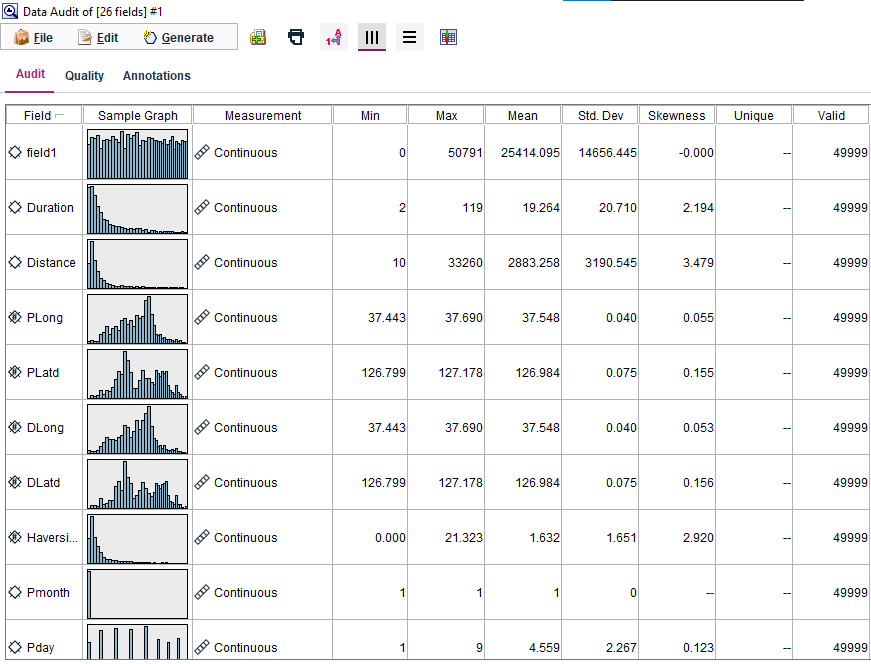 Data Audit of [26 fields] #1
File Edit Generate
Audit Quality Annotations
Field Sample Graph Measurement Min Max Mean Std. Dev Skewness Unique Valid
field1 Continuous 0 50791 25414.095 14656.445 -0.000 -- 49999
Duration Continuous 2 119 19.264 20.710 2.194 -- 49999
Distance Continuous 10 33260 2883.258 3190.545 3.479 -- 49999
PLong Continuous 37.443 37.690 37.548 0.040 0.055 -- 49999
PLatd Continuous 126.799 127.178 126.984 0.075 0.155 -- 49999
DLong Continuous 37.443 37.690 37.548 0.040 0.053 -- 49999
DLatd Continuous 126.799 127.178 126.984 0.075 0.156 -- 49999
Haversi... Continuous 0.000 21.323 1.632 1.651 2.920 -- 49999
Pmonth Continuous 1 1 1 0 -- -- 49999
Pday Continuous 1 9 4.559 2.267 0.123 -- 49999